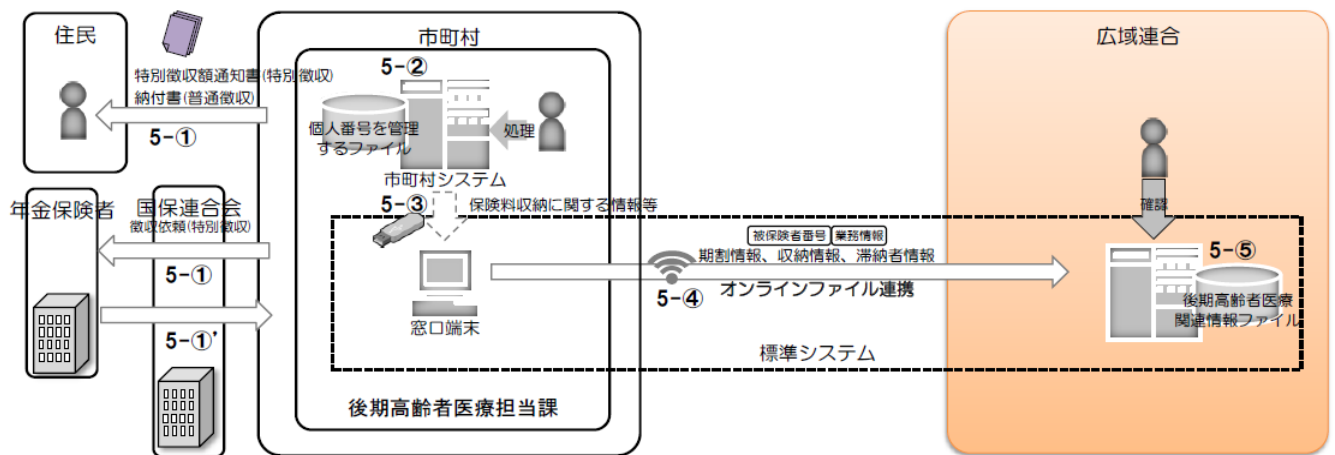 住民
特別徴収額通知書(特別徴収)
納付書(普通徴収)
5-①
年金保険者
国保連合会
徴収依頼(特別徴収)
5-①
5-①'
市町村
5-②
個人番号を管理
するファイル
処理
市町村システム
5-③
保険料収納に関する情報等
窓口端末
後期高齢者医療担当課
被保険者番号
業務情報
期割情報、収納情報、滞納者情報
5-④
オンラインファイル連携
標準システム
広域連合
確認
5-⑤
後期高齢者医療
関連情報ファイル